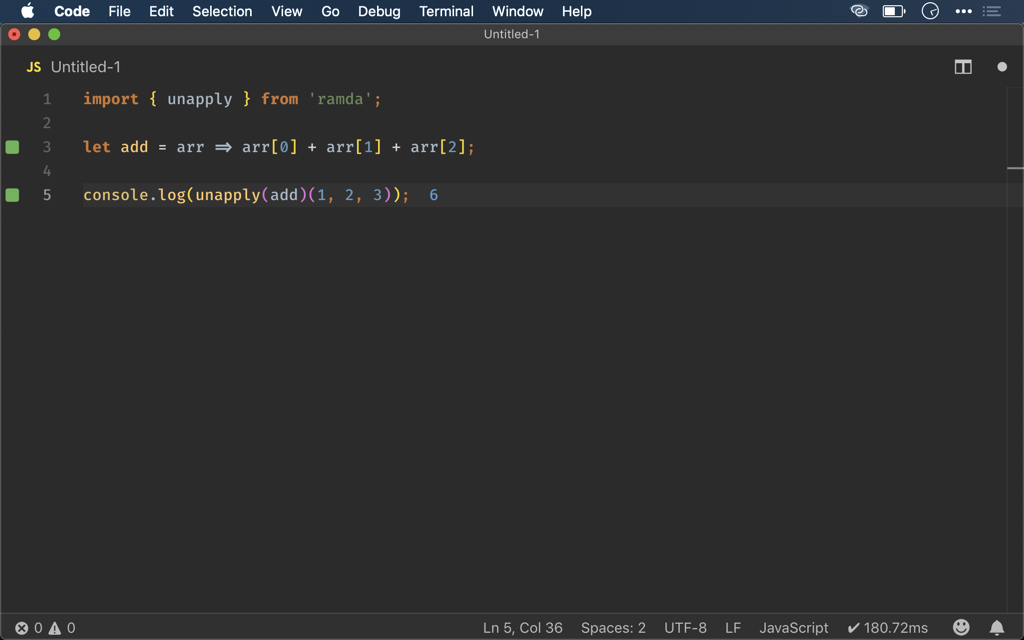 Code File Edit Selection View Go Debug Terminal Window Help
Untitled-1
JS Untitled-1
1 import { unapply } from 'ramda';
2
3 let add = arr ⇒ arr[0] + arr[1] + arr[2];
4
5 console.log(unapply(add)(1, 2, 3)); 6
0 0 Ln 5, Col 36 Spaces: 2 UTF-8 LF JavaScript ✔ 180.72ms